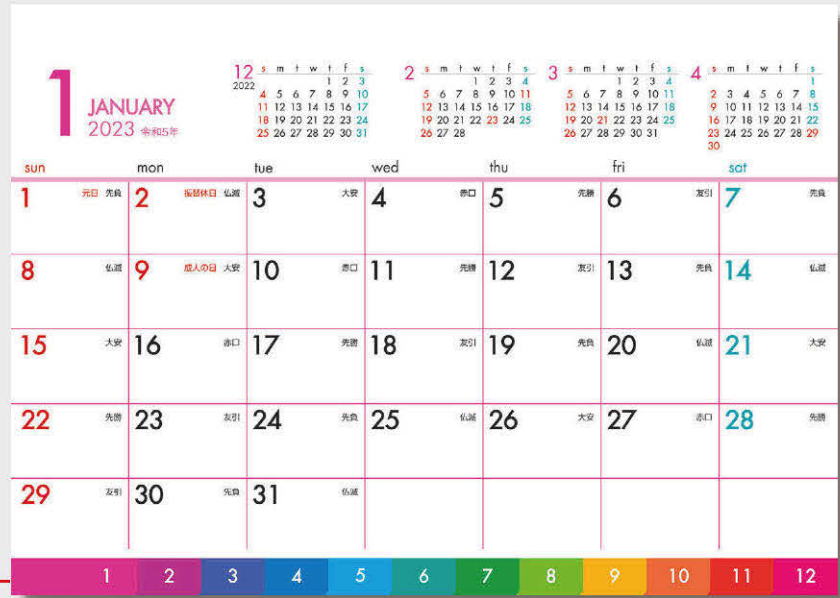 1
JANUARY
2023 令和5年
12
2022
s m t w t f s
1 2 3
4 5 6 7 8 9 10
11 12 13 14 15 16 17
18 19 20 21 22 23 24
25 26 27 28 29 30 31
2
s m t w t f s
1 2 3 4
5 6 7 8 9 10 11
12 13 14 15 16 17 18
19 20 21 22 23 24 25
26 27 28
3
s m t w t f s
1 2 3 4
5 6 7 8 9 10 11
12 13 14 15 16 17 18
19 20 21 22 23 24 25
26 27 28 29 30 31
4
s m t w t f s
1
2 3 4 5 6 7 8
9 10 11 12 13 14 15
16 17 18 19 20 21 22
23 24 25 26 27 28 29
30
sun mon tue wed thu fri sat
1 元日 先負 2 振替休日 仏滅 3 大安 4 赤口 5 先勝 6 友引 7 先負
8 仏滅 9 成人の日 大安 10 赤口 11 先勝 12 友引 13 先負 14 仏滅
15 大安 16 赤口 17 先勝 18 友引 19 先負 20 仏滅 21 大安
22 先勝 23 友引 24 先負 25 仏滅 26 大安 27 赤口 28 先勝
29 友引 30 先負 31 仏滅
1 2 3 4 5 6 7 8 9 10 11 12